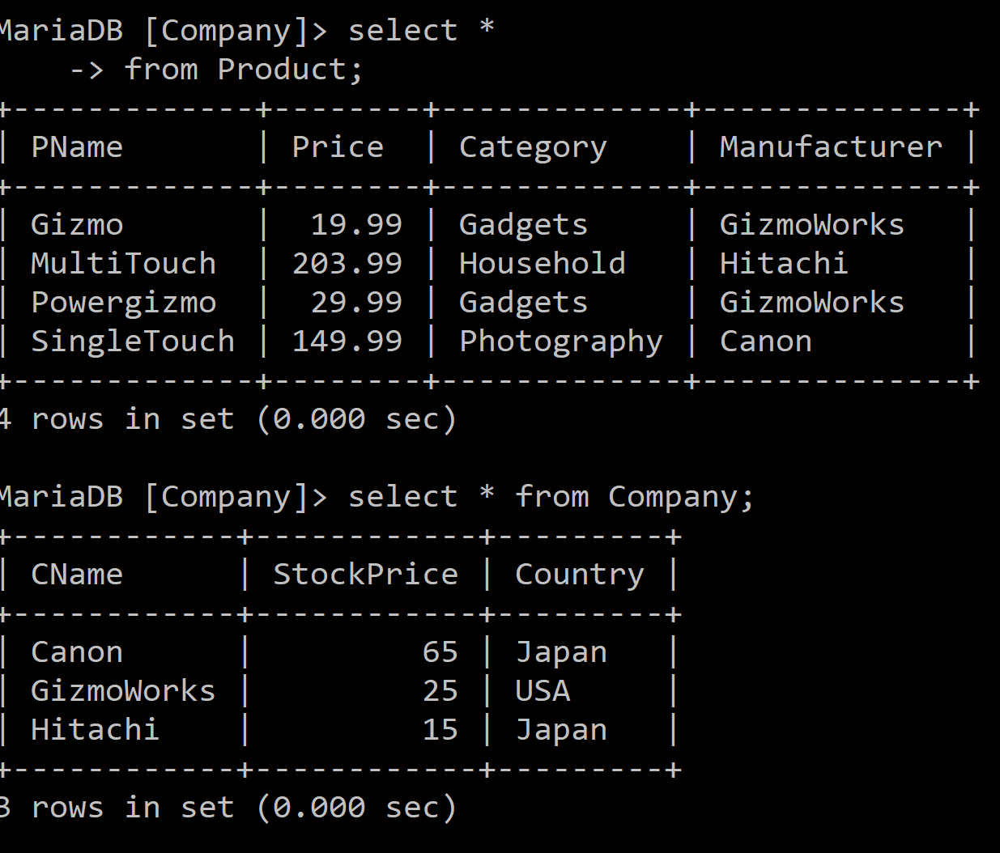 MariaDB [Company]> select *
    -> from Product;
+-------------+--------+-------------+--------------+
| PName       | Price  | Category    | Manufacturer |
+-------------+--------+-------------+--------------+
| Gizmo       |  19.99 | Gadgets     | GizmoWorks   |
| MultiTouch  | 203.99 | Household   | Hitachi      |
| Powergizmo  |  29.99 | Gadgets     | GizmoWorks   |
| SingleTouch | 149.99 | Photography | Canon        |
+-------------+--------+-------------+--------------+
4 rows in set (0.000 sec)

MariaDB [Company]> select * from Company;
+------------+------------+---------+
| CName      | StockPrice | Country |
+------------+------------+---------+
| Canon      |         65 | Japan   |
| GizmoWorks |         25 | USA     |
| Hitachi    |         15 | Japan   |
+------------+------------+---------+
3 rows in set (0.000 sec)